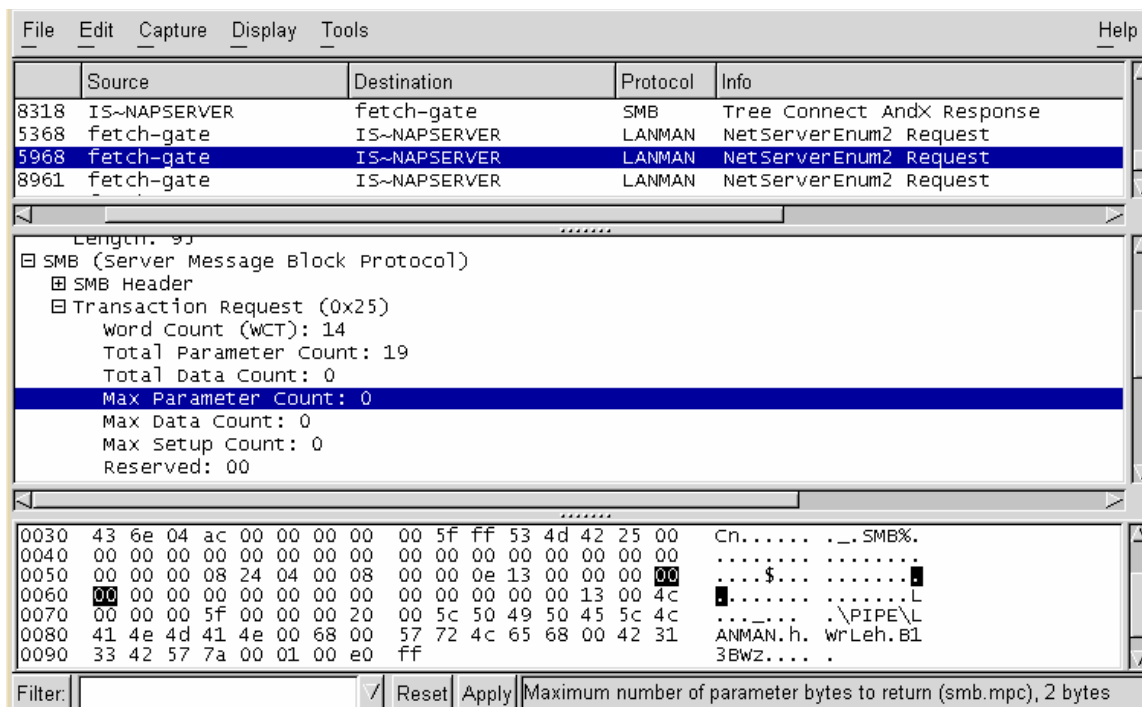 File Edit Capture Display Tools Help
Source Destination Protocol Info
8318 IS~NAPSERVER fetch-gate SMB Tree Connect AndX Response
5368 fetch-gate IS~NAPSERVER LANMAN NetServerEnum2 Request
5968 fetch-gate IS~NAPSERVER LANMAN NetServerEnum2 Request
8961 fetch-gate IS~NAPSERVER LANMAN NetServerEnum2 Request
Length: 95
SMB (Server Message Block Protocol)
SMB Header
Transaction Request (0x25)
Word Count (WCT): 14
Total Parameter Count: 19
Total Data Count: 0
Max Parameter Count: 0
Max Data Count: 0
Max Setup Count: 0
Reserved: 00
0030 43 6e 04 ac 00 00 00 00 00 5f ff 53 4d 42 25 00 Cn...... ._.SMB%.
0040 00 00 00 00 00 00 00 00 00 00 00 00 00 00 00 00 ........ ........
0050 00 00 00 08 24 04 00 08 00 00 0e 13 00 00 00 00 ....$... ........
0060 00 00 00 00 00 00 00 00 00 00 00 00 00 13 00 4c ........ .......L
0070 00 00 00 5f 00 00 00 20 00 5c 50 49 50 45 5c 4c ..._... .\PIPE\L
0080 41 4e 4d 41 4e 00 68 00 57 72 4c 65 68 00 42 31 ANMAN.h. WrLeh.B1
0090 33 42 57 7a 00 01 00 e0 ff 3BWz.... .
Filter: Reset Apply Maximum number of parameter bytes to return (smb.mpc), 2 bytes